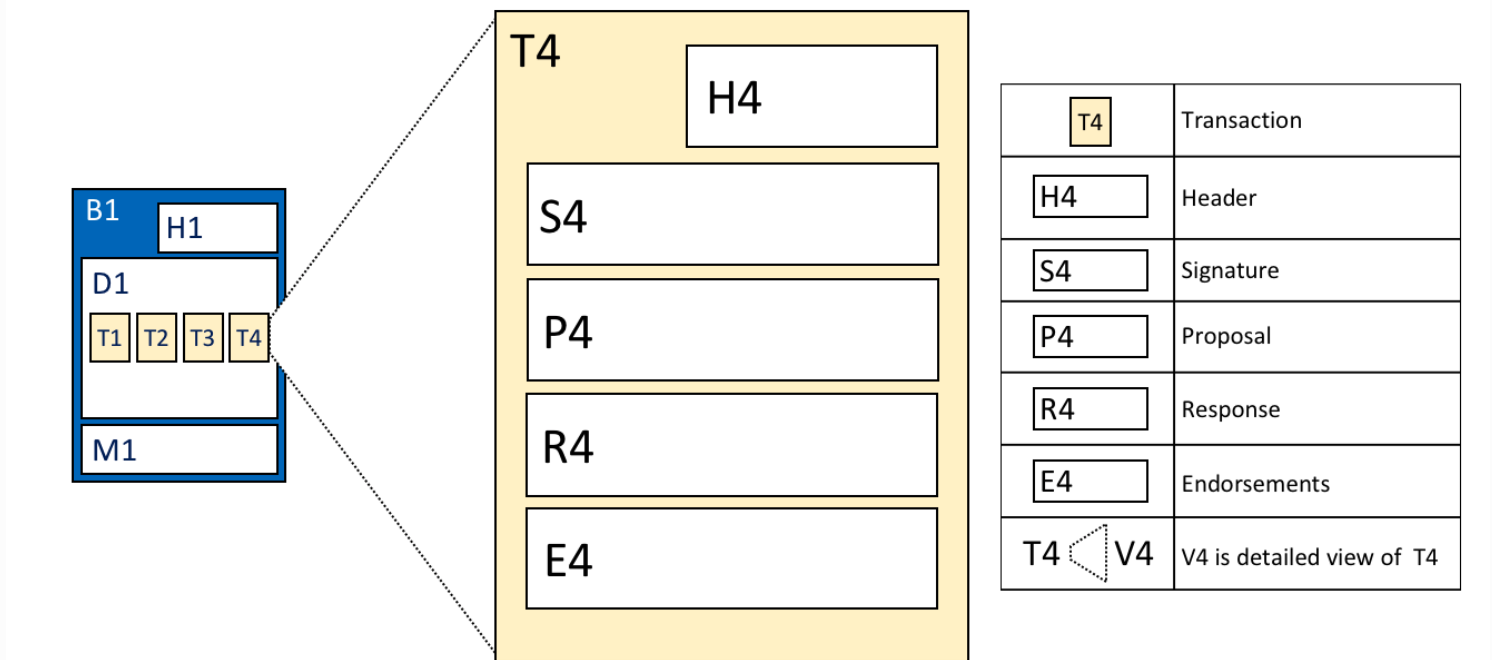 B1
H1
D1
T1 T2 T3 T4
M1
T4
H4
S4
P4
R4
E4
T4 Transaction
H4 Header
S4 Signature
P4 Proposal
R4 Response
E4 Endorsements
T4 V4 V4 is detailed view of T4